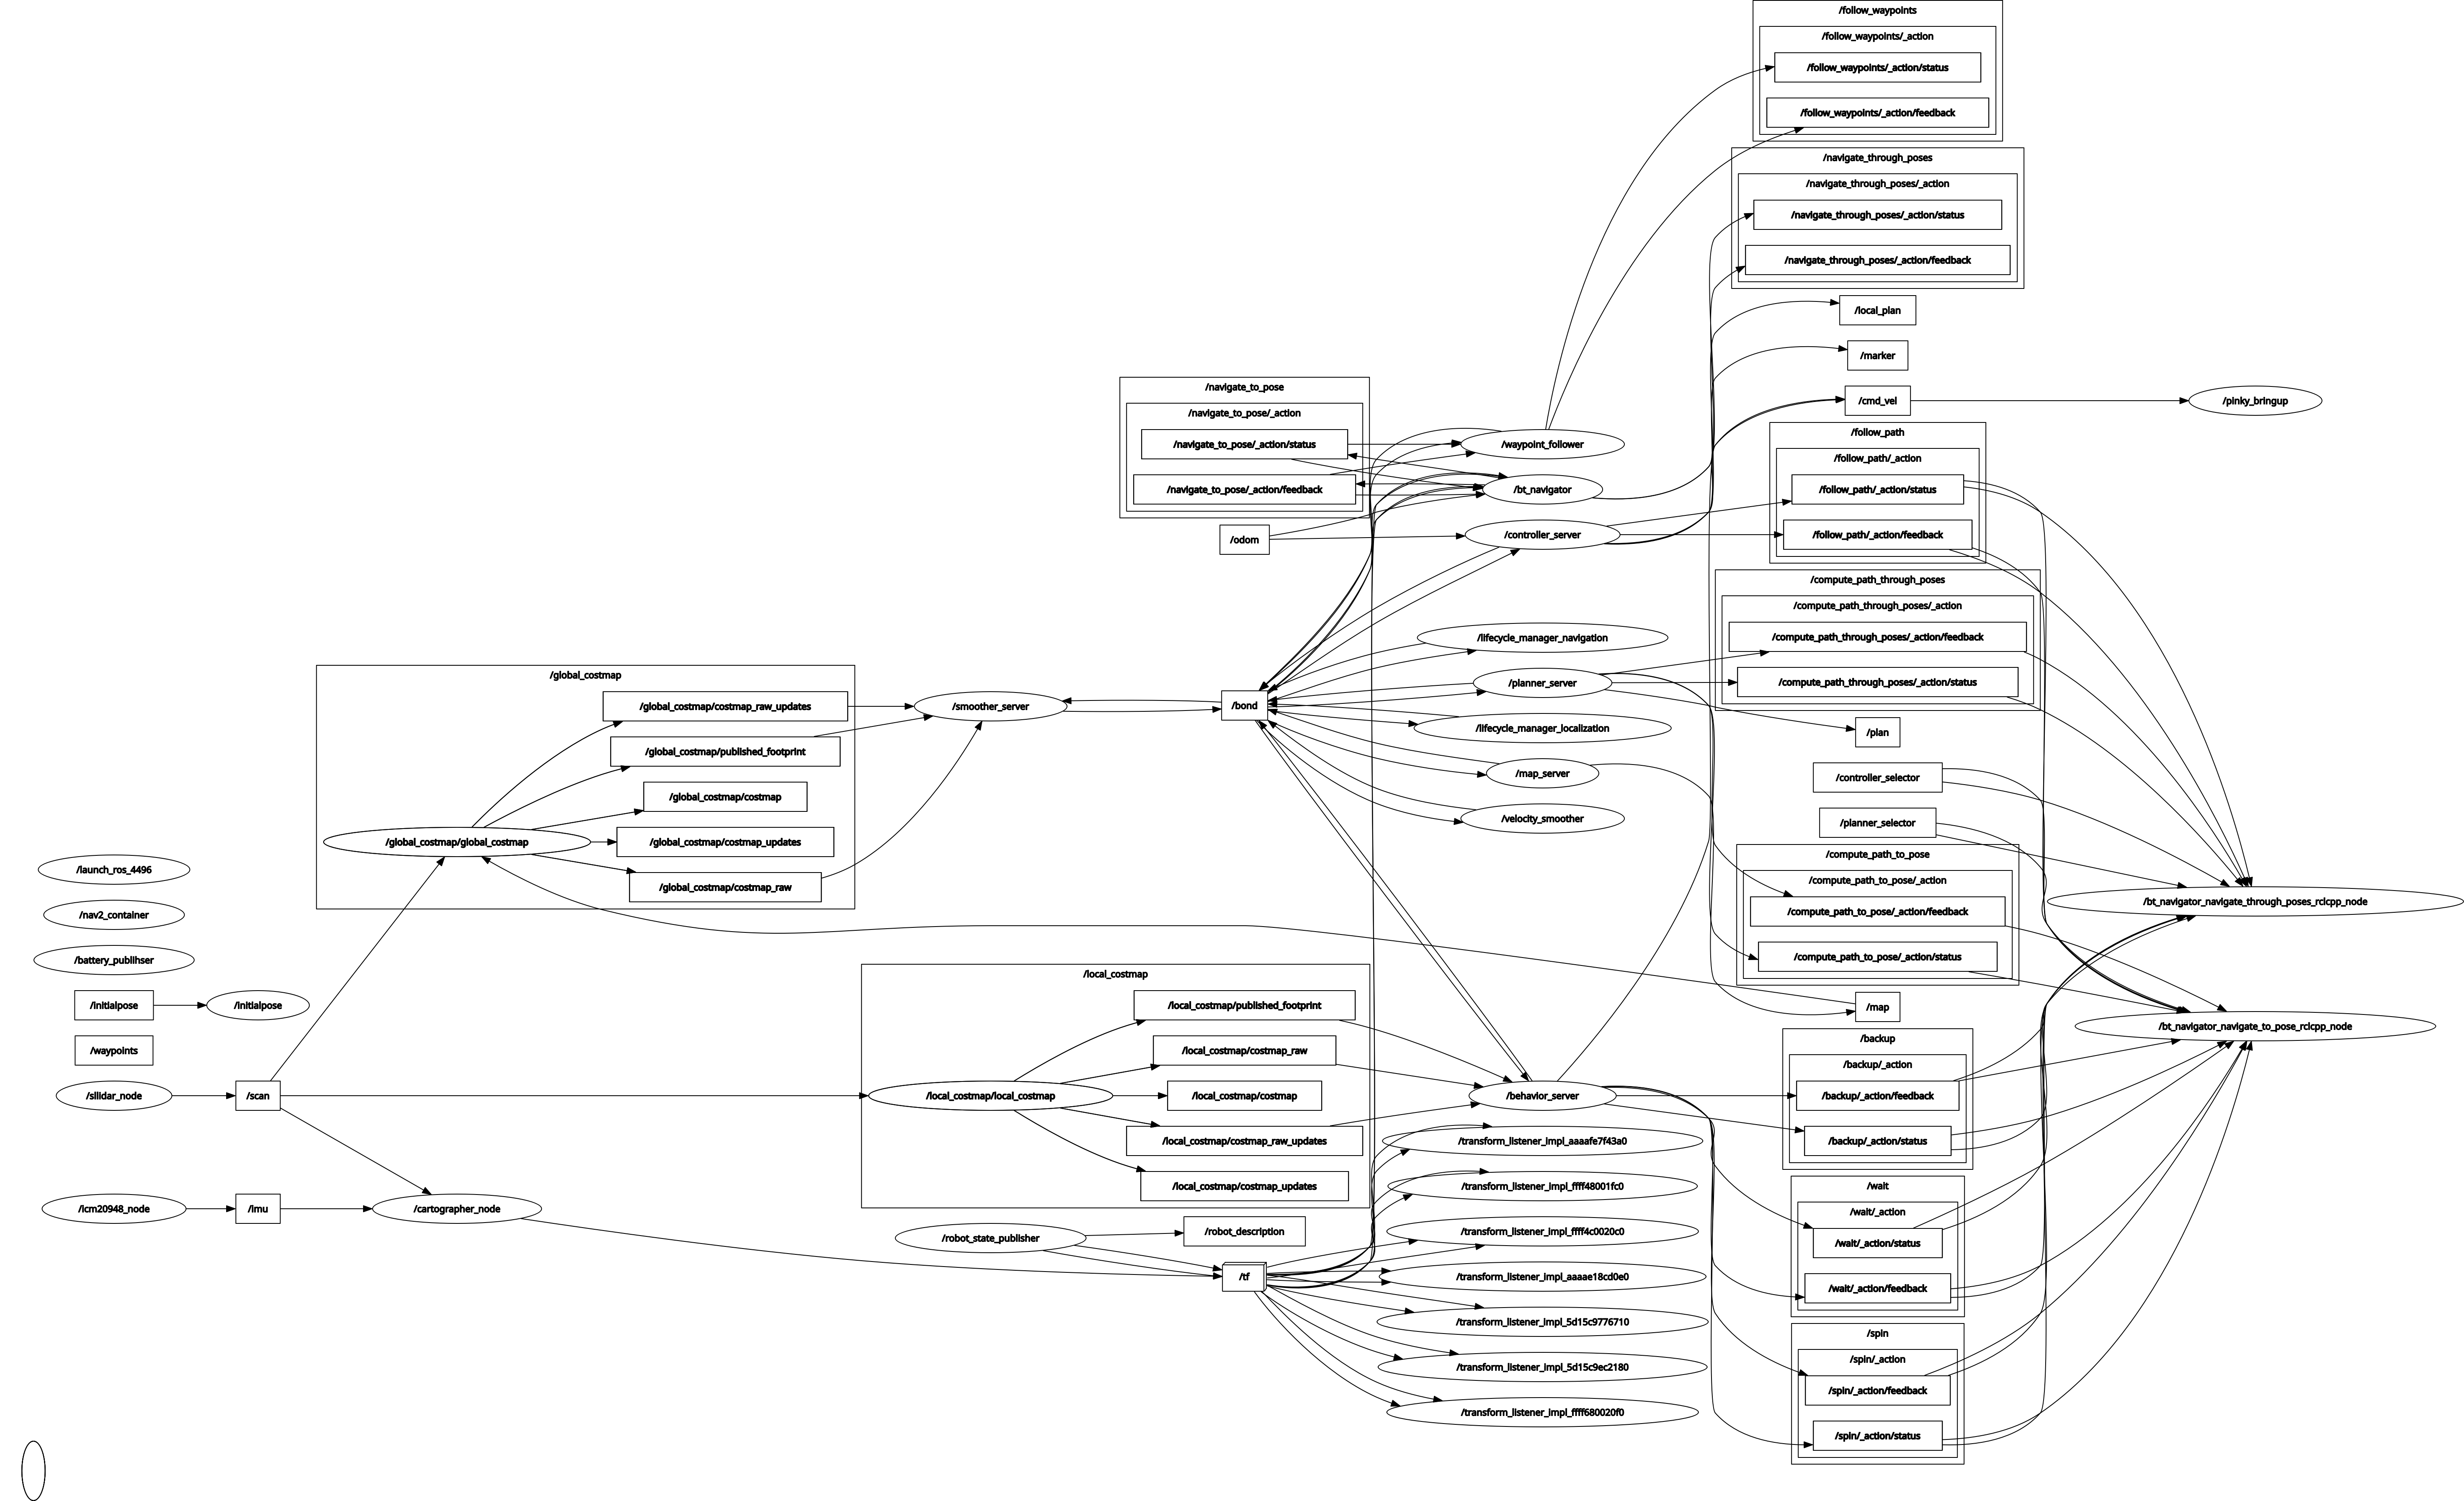 /follow_waypoints
/follow_waypoints/_action
/follow_waypoints/_action/status
/follow_waypoints/_action/feedback
/navigate_through_poses
/navigate_through_poses/_action
/navigate_through_poses/_action/status
/navigate_through_poses/_action/feedback
/local_plan
/marker
/navigate_to_pose
/navigate_to_pose/_action
/navigate_to_pose/_action/status
/navigate_to_pose/_action/feedback
/waypoint_follower
/bt_navigator
/odom
/controller_server
/cmd_vel
/pinky_bringup
/follow_path
/follow_path/_action
/follow_path/_action/status
/follow_path/_action/feedback
/compute_path_through_poses
/compute_path_through_poses/_action
/compute_path_through_poses/_action/feedback
/compute_path_through_poses/_action/status
/lifecycle_manager_navigation
/planner_server
/lifecycle_manager_localization
/map_server
/velocity_smoother
/bond
/smoother_server
/global_costmap
/global_costmap/costmap_raw_updates
/global_costmap/published_footprint
/global_costmap/costmap
/global_costmap/global_costmap
/global_costmap/costmap_updates
/global_costmap/costmap_raw
/plan
/controller_selector
/planner_selector
/compute_path_to_pose
/compute_path_to_pose/_action
/compute_path_to_pose/_action/feedback
/compute_path_to_pose/_action/status
/bt_navigator_navigate_through_poses_rclcpp_node
/bt_navigator_navigate_to_pose_rclcpp_node
/map
/launch_ros_4496
/nav2_container
/battery_publihser
/initialpose
/initialpose
/waypoints
/sllidar_node
/scan
/icm20948_node
/imu
/cartographer_node
/local_costmap
/local_costmap/published_footprint
/local_costmap/costmap_raw
/local_costmap/local_costmap
/local_costmap/costmap
/local_costmap/costmap_raw_updates
/local_costmap/costmap_updates
/robot_state_publisher
/robot_description
/tf
/behavior_server
/transform_listener_impl_aaaafe7f43a0
/transform_listener_impl_ffff48001fc0
/transform_listener_impl_ffff4c0020c0
/transform_listener_impl_aaaae18cd0e0
/transform_listener_impl_5d15c9776710
/transform_listener_impl_5d15c9ec2180
/transform_listener_impl_ffff680020f0
/backup
/backup/_action
/backup/_action/feedback
/backup/_action/status
/wait
/wait/_action
/wait/_action/status
/wait/_action/feedback
/spin
/spin/_action
/spin/_action/feedback
/spin/_action/status